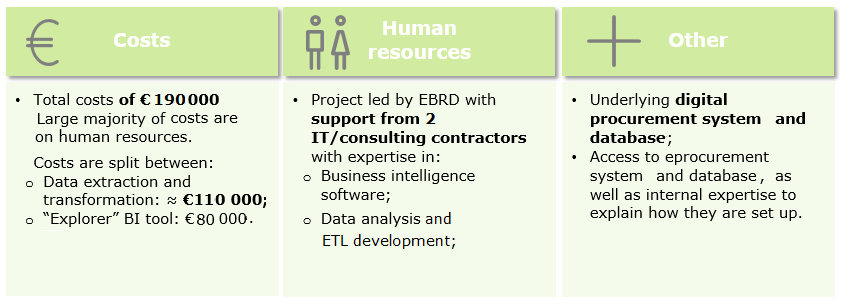 € Costs
• Total costs of € 190 000
Large majority of costs are
on human resources.
Costs are split between:
o Data extraction and
transformation: ≈ €110 000;
o “Explorer” BI tool: € 80 000.
Human
resources
• Project led by EBRD with
support from 2
IT/consulting contractors
with expertise in:
o Business intelligence
software;
o Data analysis and
ETL development;
Other
• Underlying digital
procurement system and
database;
• Access to eprocurement
system and database, as
well as internal expertise to
explain how they are set up.